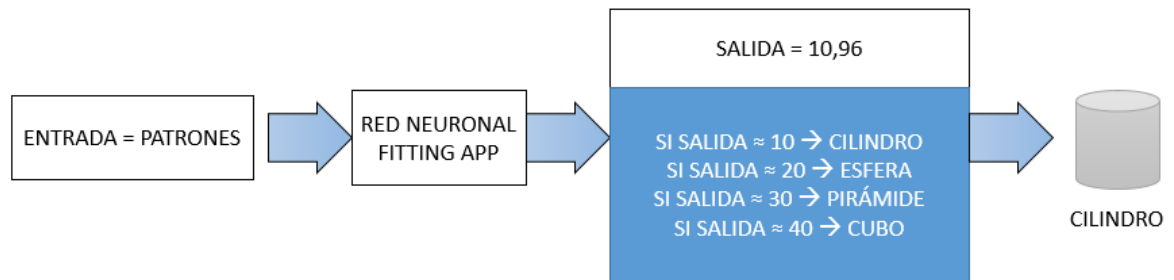 ENTRADA = PATRONES
RED NEURONAL
FITTING APP
SALIDA = 10,96
SI SALIDA ≈ 10 → CILINDRO
SI SALIDA ≈ 20 → ESFERA
SI SALIDA ≈ 30 → PIRÁMIDE
SI SALIDA ≈ 40 → CUBO
CILINDRO